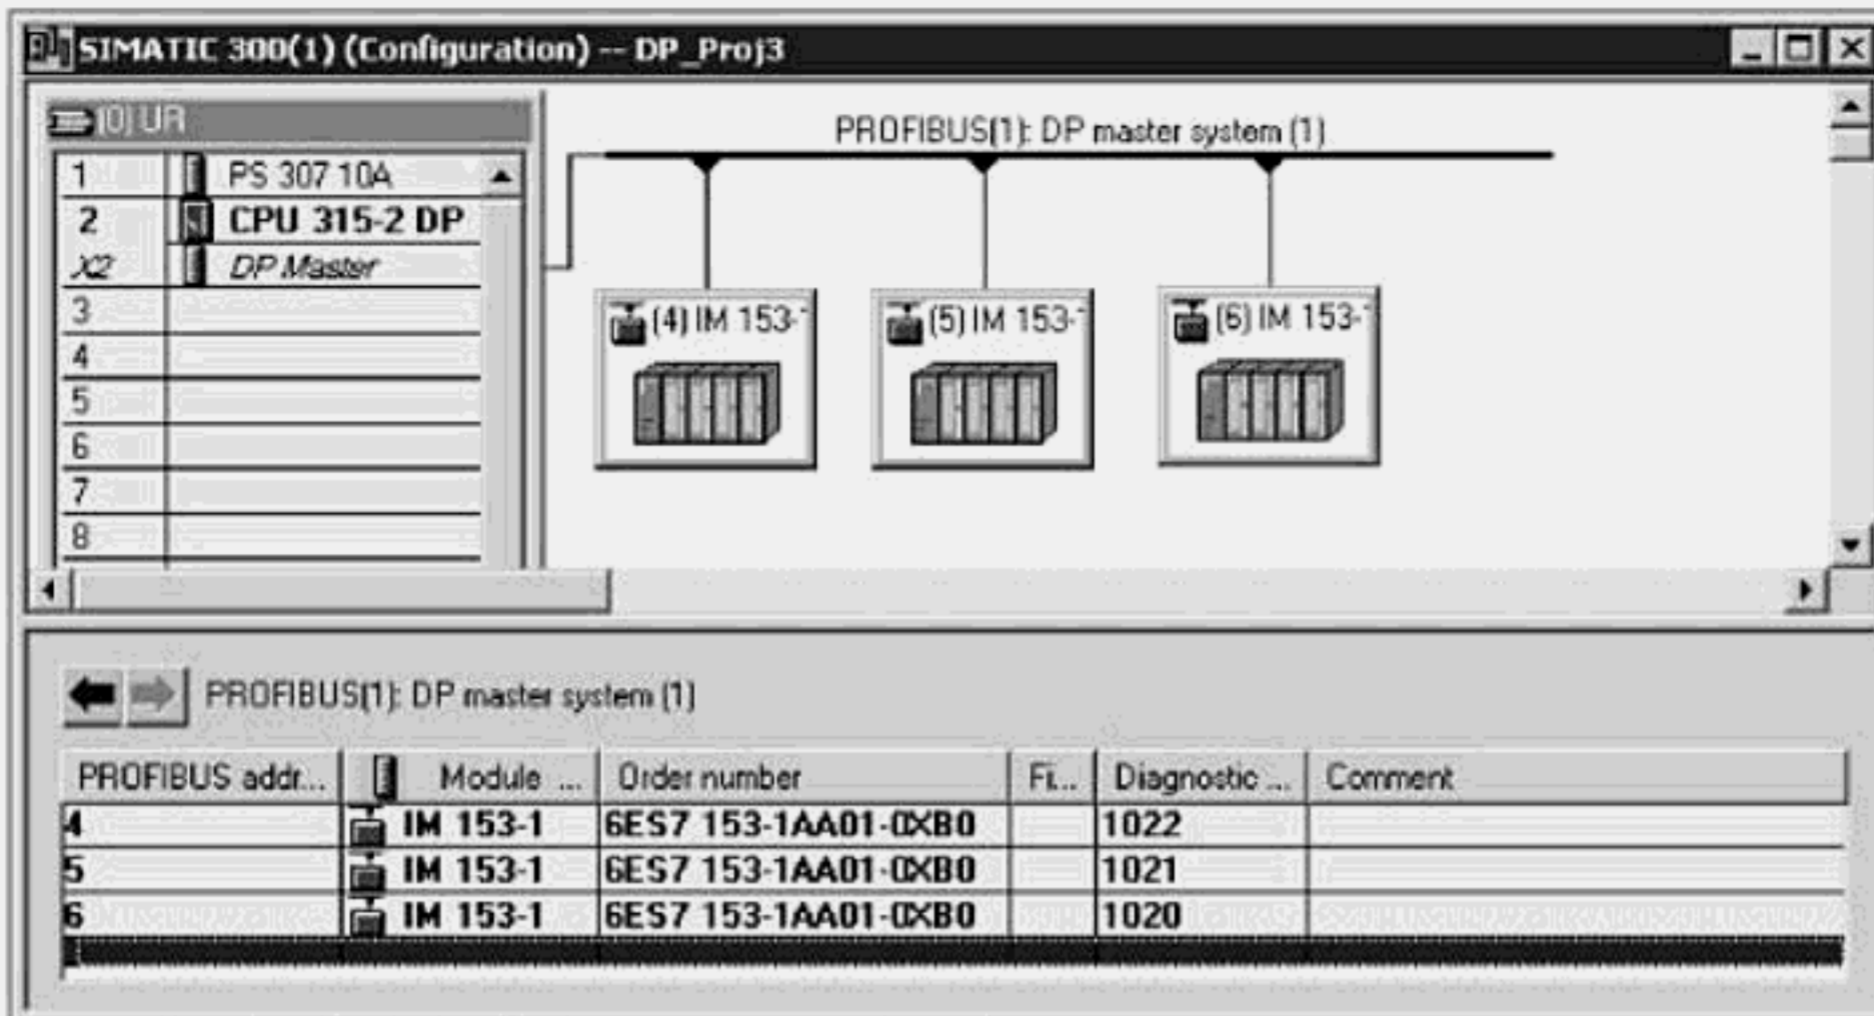 SIMATIC 300(1) (Configuration) -- DP_Proj3
(0) UR
1 PS 307 10A
2 CPU 315-2 DP
X2 DP Master
3
4
5
6
7
8
PROFIBUS(1): DP master system (1)
(4) IM 153-1
(5) IM 153-
(6) IM 153-
PROFIBUS(1): DP master system (1)
PROFIBUS addr... Module ... Order number Fi... Diagnostic ... Comment
4 IM 153-1 6ES7 153-1AA01-0XB0 1022
5 IM 153-1 6ES7 153-1AA01-0XB0 1021
6 IM 153-1 6ES7 153-1AA01-0XB0 1020